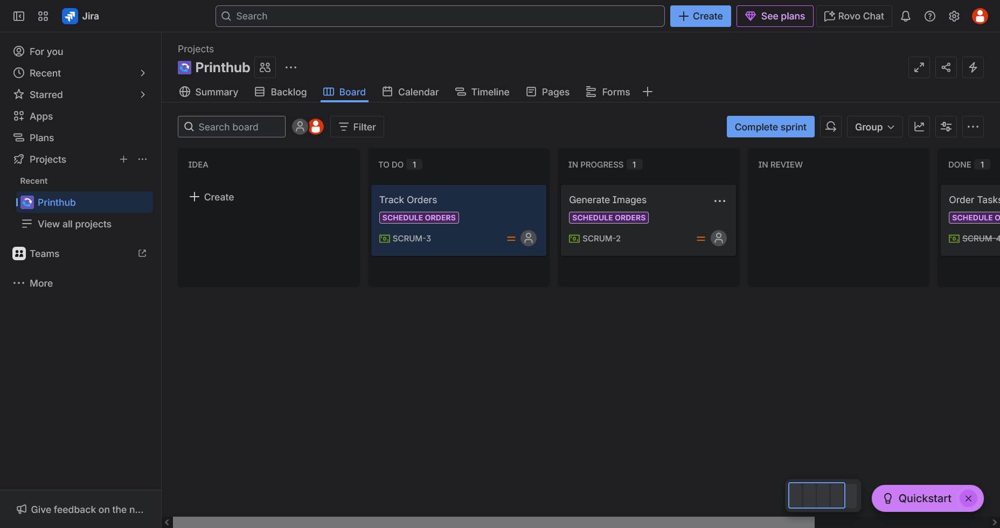 Jira
Search
Create
See plans
Rovo Chat
For you
Recent
Starred
Apps
Plans
Projects
Recent
Printhub
View all projects
Teams
More
Give feedback on the n...
Projects
Printhub
Summary
Backlog
Board
Calendar
Timeline
Pages
Forms
Search board
Filter
Complete sprint
Group
IDEA
Create
TO DO 1
Track Orders
SCHEDULE ORDERS
SCRUM-3
IN PROGRESS 1
Generate Images
SCHEDULE ORDERS
SCRUM-2
IN REVIEW
DONE 1
Order Tasks
SCHEDULE O
SCRUM-4
Quickstart